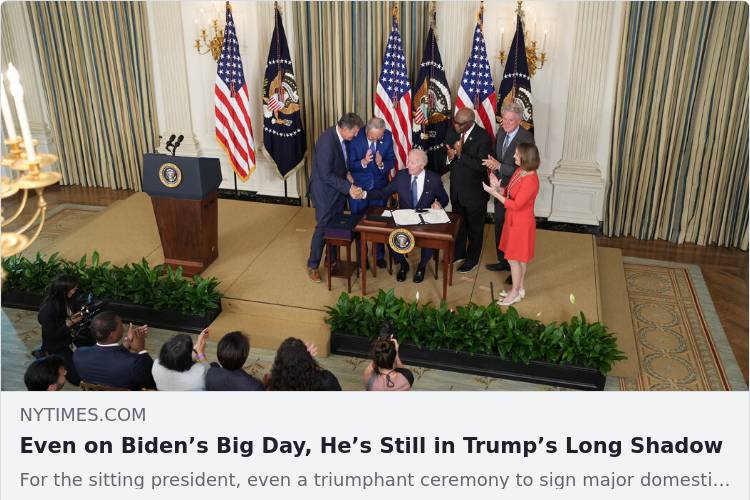 NYTIMES.COM
Even on Biden’s Big Day, He’s Still in Trump’s Long Shadow
For the sitting president, even a triumphant ceremony to sign major domesti…